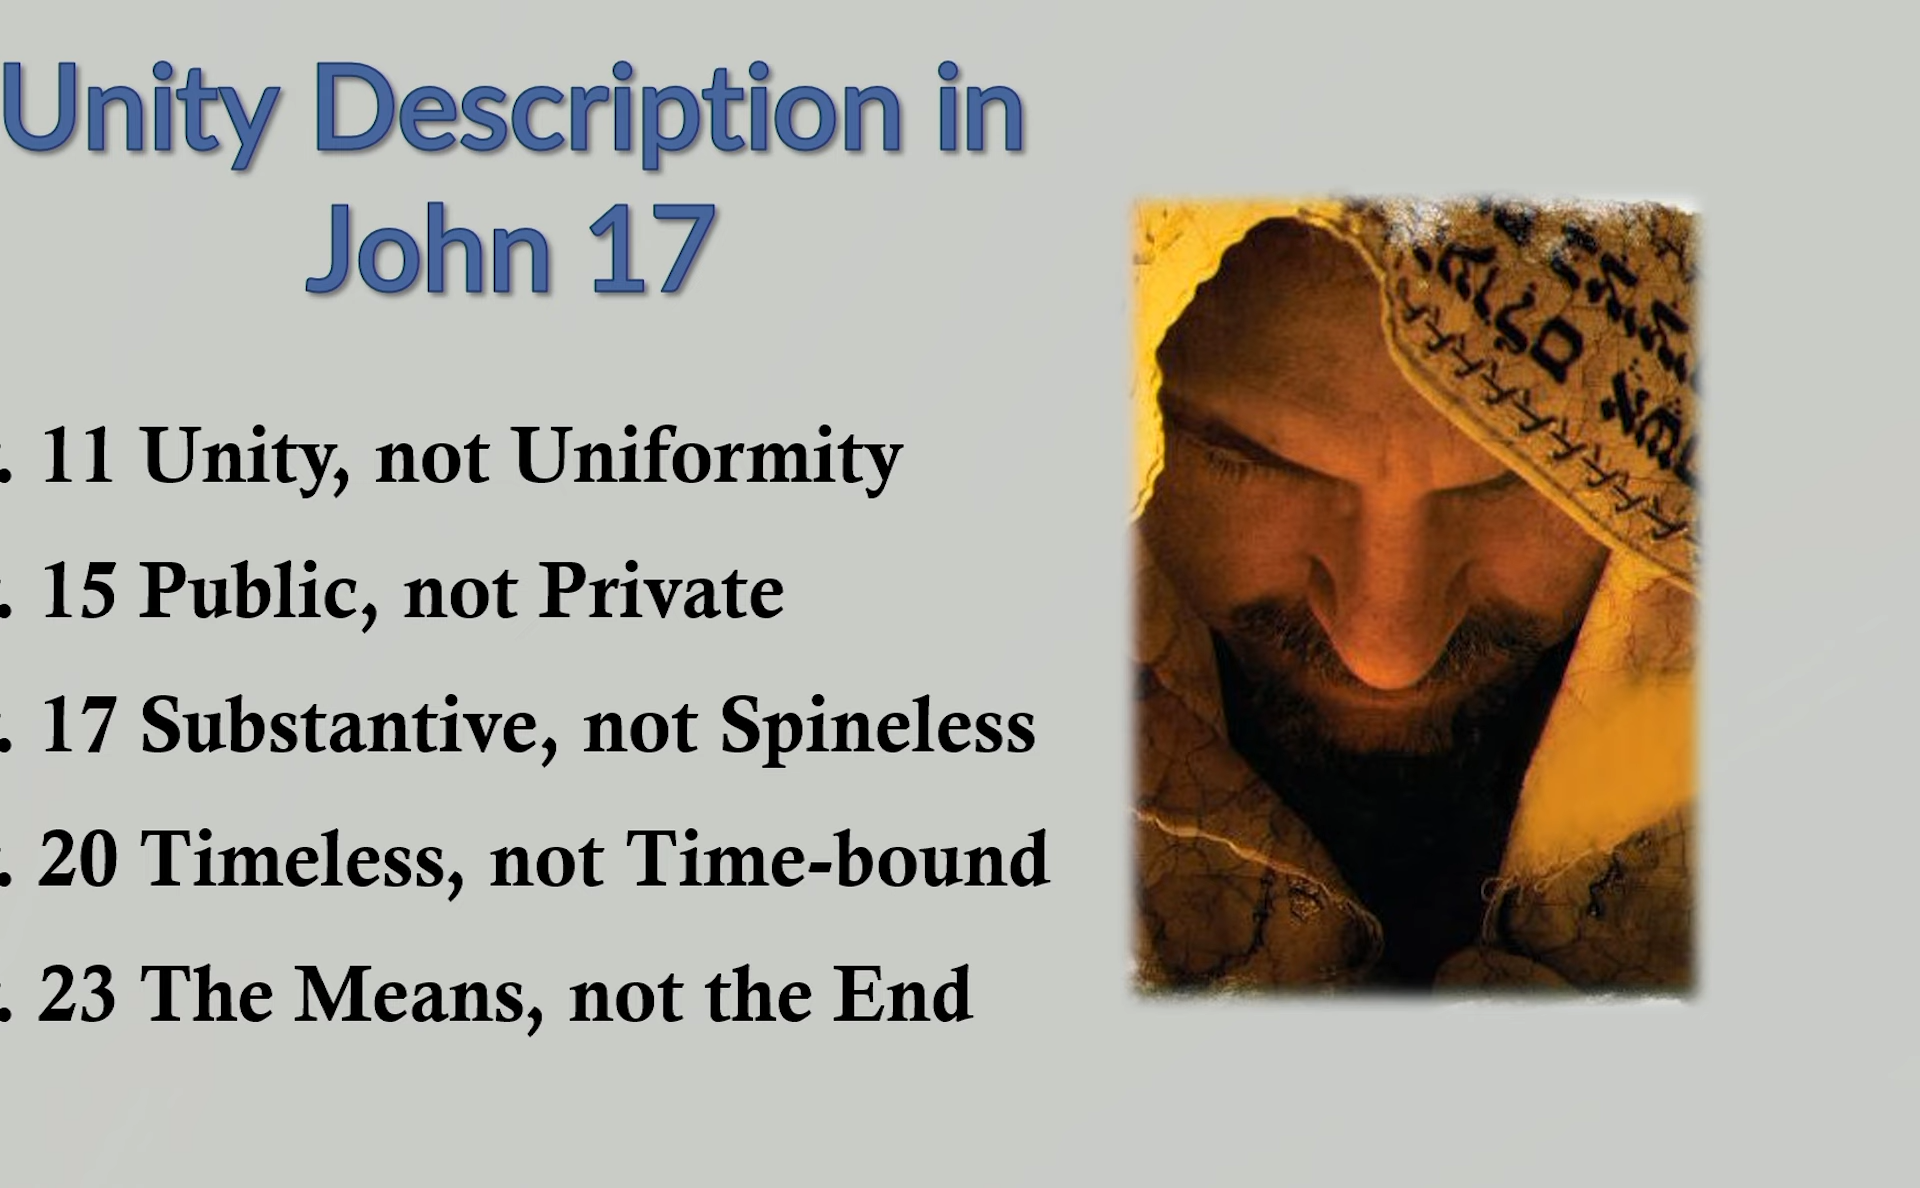 Unity Description in
John 17
. 11 Unity, not Uniformity
. 15 Public, not Private
. 17 Substantive, not Spineless
. 20 Timeless, not Time-bound
. 23 The Means, not the End